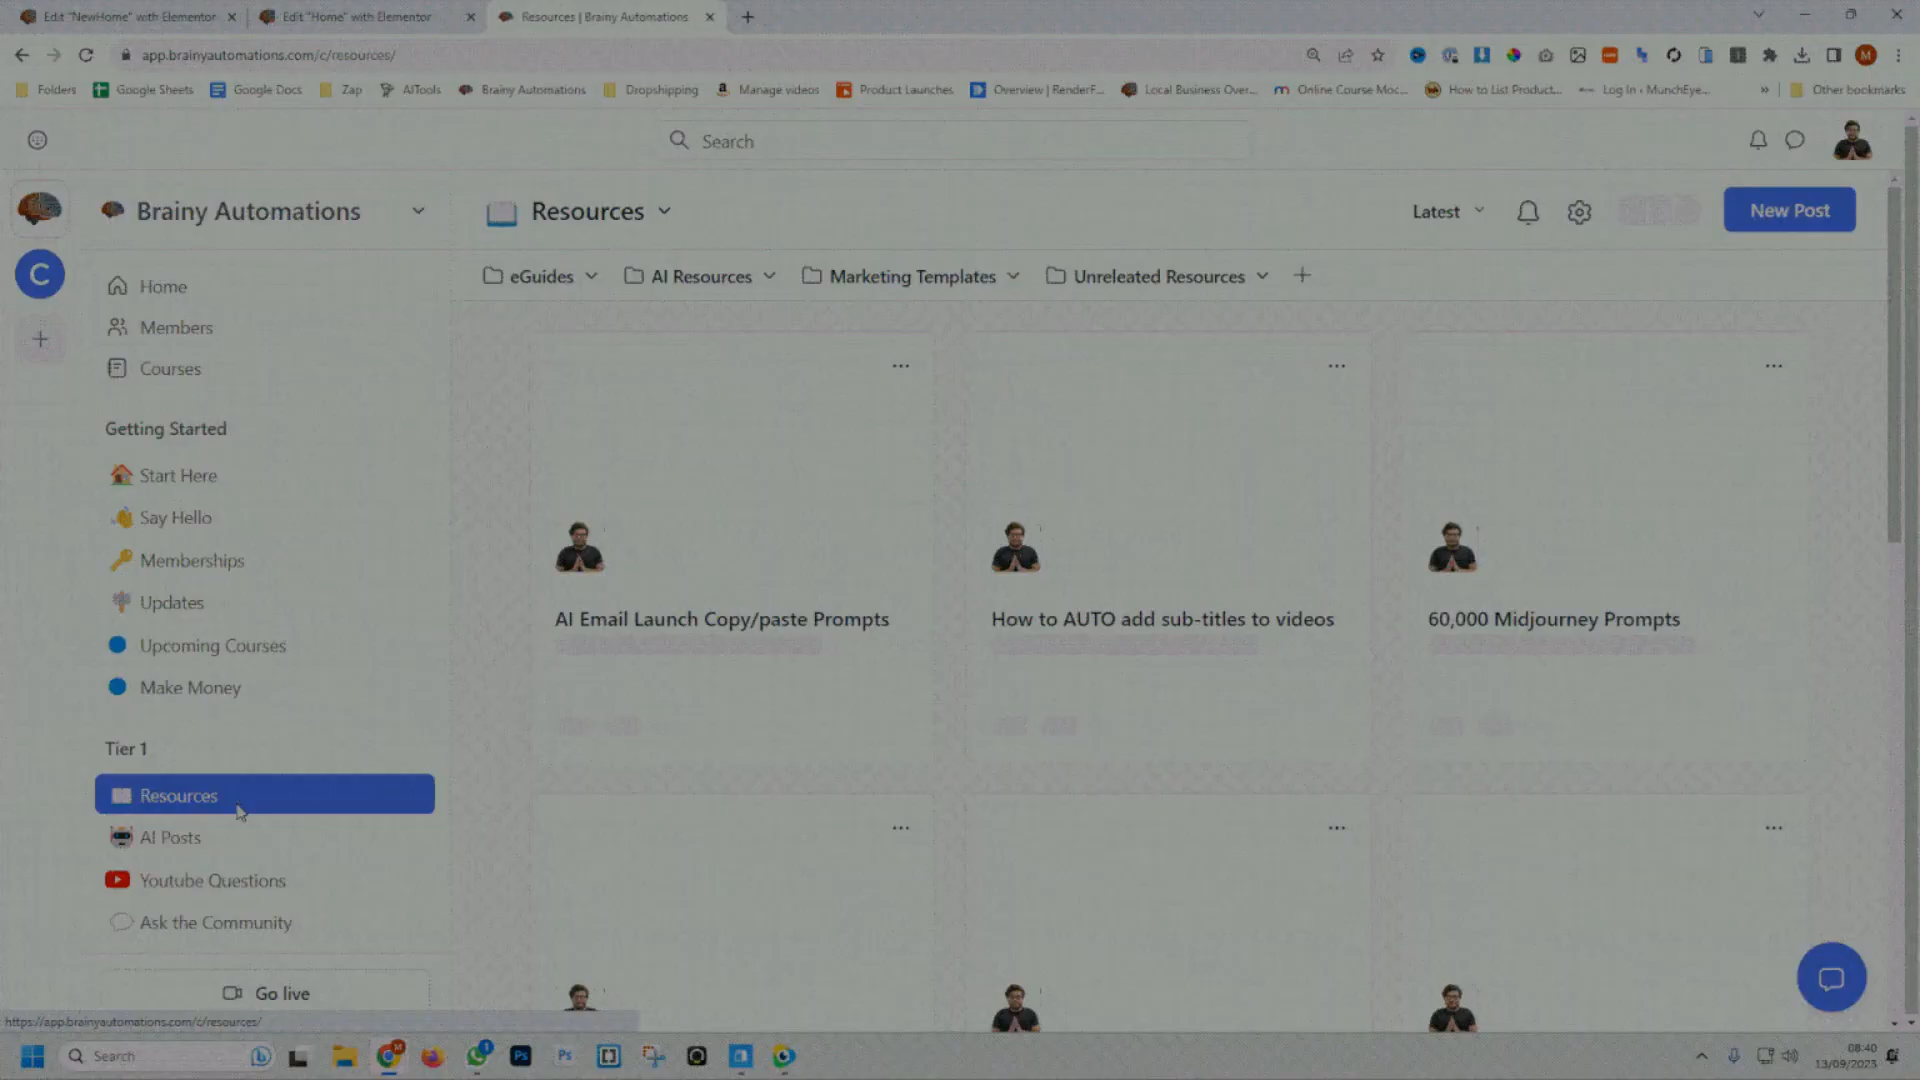 Edit "NewHome" with Elementor
Edit "Home" with Elementor
Resources | Brainy Automations
app.brainyautomations.com/c/resources/
Folders
Google Sheets
Google Docs
Zap
AITools
Brainy Automations
Dropshipping
Manage videos
Product Launches
Overview | RenderF...
Local Business Over...
Online Course Moc...
How to List Product...
Log In ‹ MunchEye...
Other bookmarks
Search
Brainy Automations
Resources
Latest
New Post
C
Home
Members
Courses
eGuides
AI Resources
Marketing Templates
Unreleated Resources
Getting Started
Start Here
Say Hello
Memberships
Updates
Upcoming Courses
Make Money
AI Email Launch Copy/paste Prompts
How to AUTO add sub-titles to videos
60,000 Midjourney Prompts
Tier 1
Resources
AI Posts
Youtube Questions
Ask the Community
Go live
https://app.brainyautomations.com/c/resources/
Search
08:40
13/09/2023